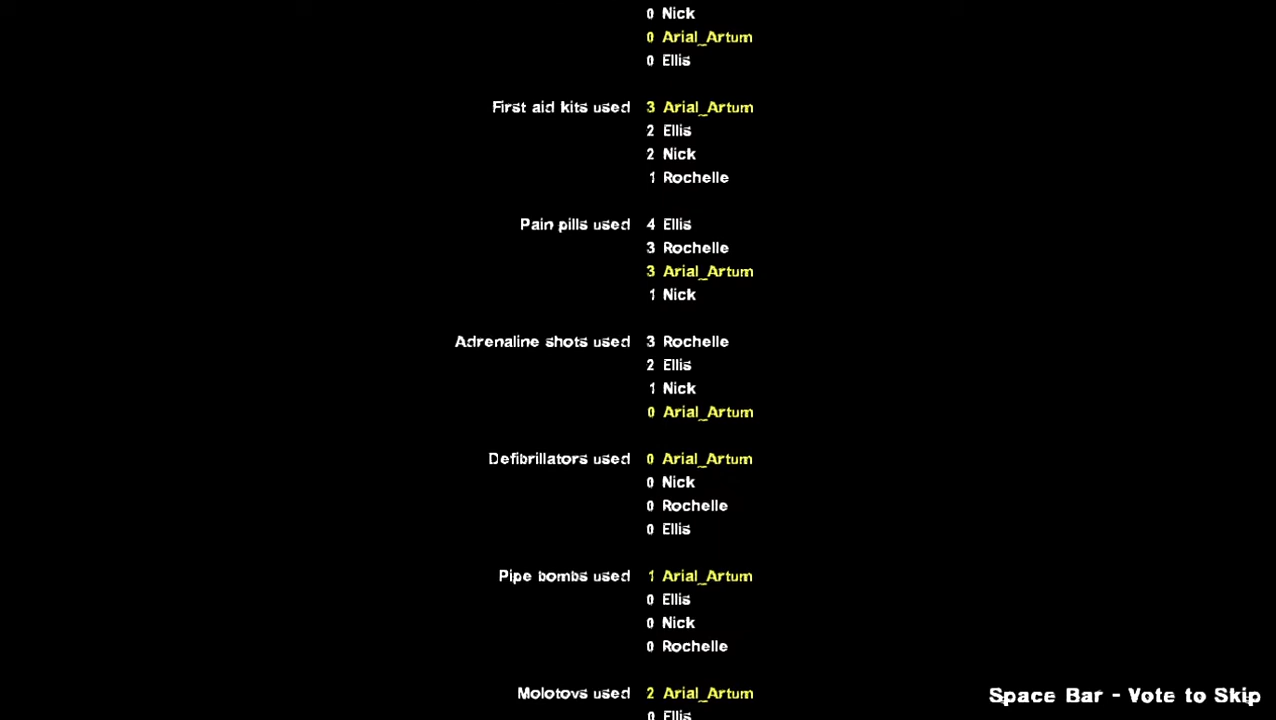 0 Nick
0 Arial_Artum
0 Ellis
First aid kits used 3 Arial_Artum
2 Ellis
2 Nick
1 Rochelle
Pain pills used 4 Ellis
3 Rochelle
3 Arial_Artum
1 Nick
Adrenaline shots used 3 Rochelle
2 Ellis
1 Nick
0 Arial_Artum
Defibrillators used 0 Arial_Artum
0 Nick
0 Rochelle
0 Ellis
Pipe bombs used 1 Arial_Artum
0 Ellis
0 Nick
0 Rochelle
Molotovs used 2 Arial_Artum
0 Ellis
Space Bar - Vote to Skip